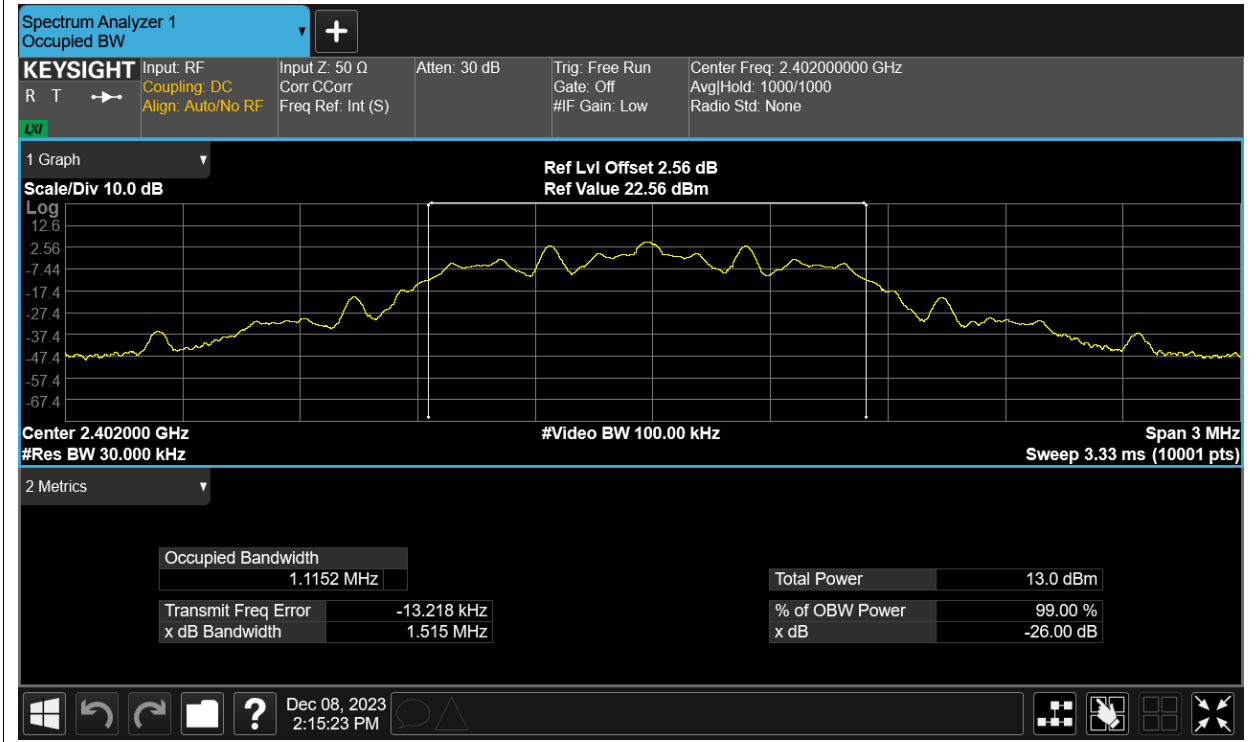 Spectrum Analyzer 1
Occupied BW
KEYSIGHT
R T
LXI
Input: RF
Coupling: DC
Align: Auto/No RF
Input Z: 50 Ω
Corr CCorr
Freq Ref: Int (S)
Atten: 30 dB
Trig: Free Run
Gate: Off
#IF Gain: Low
Center Freq: 2.402000000 GHz
Avg|Hold: 1000/1000
Radio Std: None
1 Graph
Scale/Div 10.0 dB
Ref Lvl Offset 2.56 dB
Ref Value 22.56 dBm
Log
12.6
2.56
-7.44
-17.4
-27.4
-37.4
-47.4
-57.4
-67.4
Center 2.402000 GHz
#Res BW 30.000 kHz
#Video BW 100.00 kHz
Span 3 MHz
Sweep 3.33 ms (10001 pts)
2 Metrics
Occupied Bandwidth
1.1152 MHz
Transmit Freq Error -13.218 kHz
x dB Bandwidth 1.515 MHz
Total Power 13.0 dBm
% of OBW Power 99.00 %
x dB -26.00 dB
?
Dec 08, 2023
2:15:23 PM